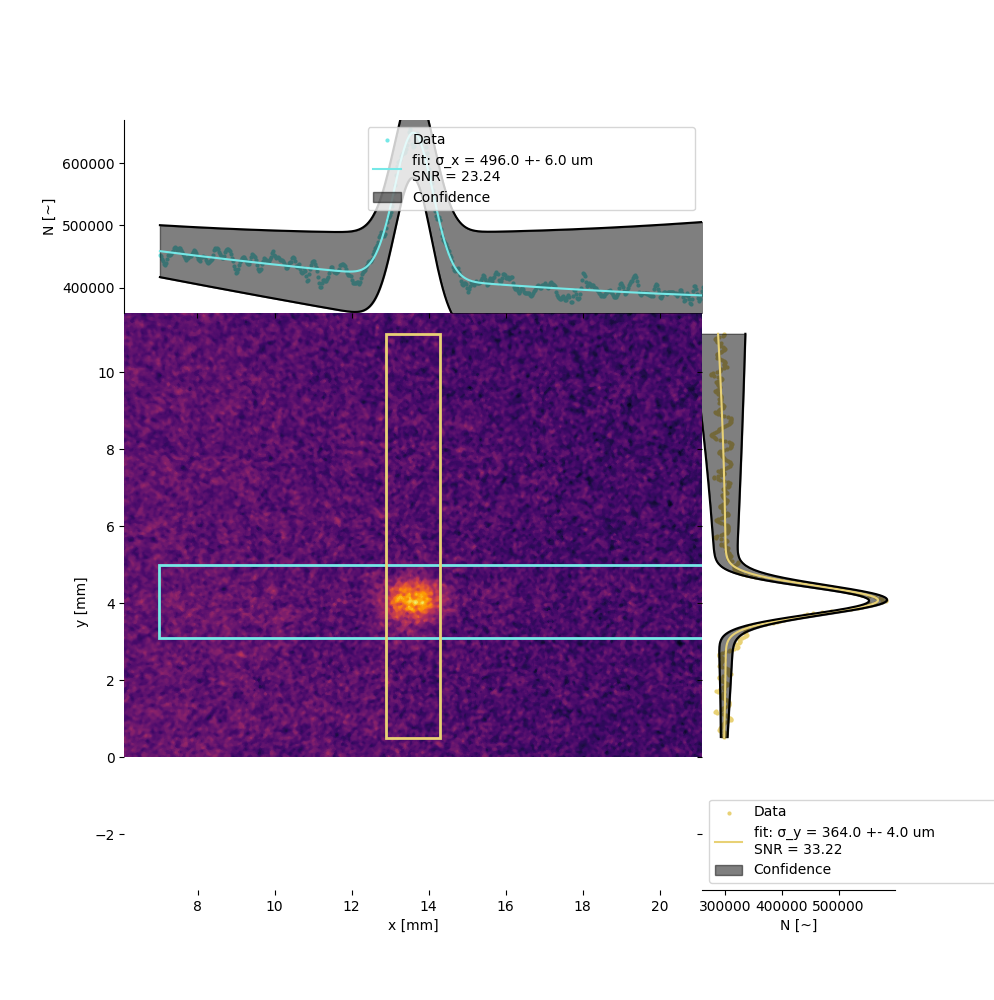 N [~]
600000
500000
400000
Data
fit: σ_x = 496.0 +- 6.0 um
SNR = 23.24
Confidence
y [mm]
10
8
6
4
2
0
−2
8
10
12
14
16
18
20
x [mm]
Data
fit: σ_y = 364.0 +- 4.0 um
SNR = 33.22
Confidence
300000
400000
500000
N [~]